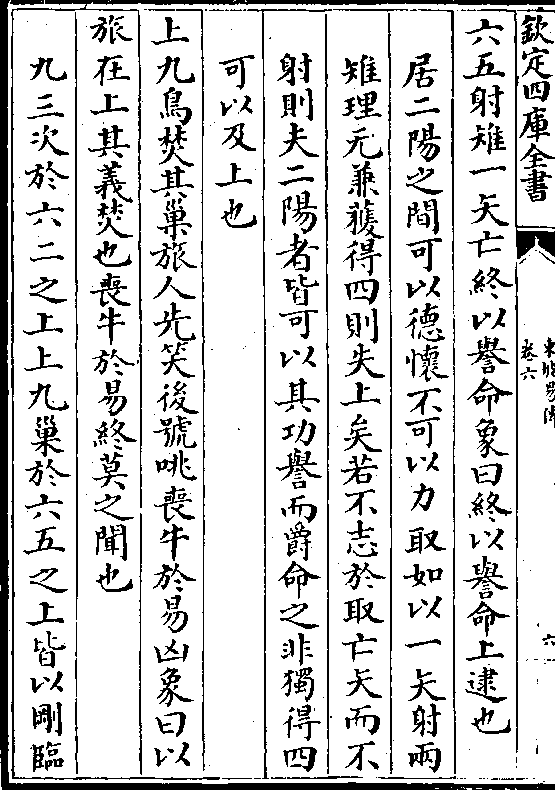 欽定四庫全書
東坡易傳
卷六
六
六五射雉一矢亡終以譽命象曰終以譽命上逮也
居二陽之間可以德懷不可以力取如以一矢射兩
雉理无兼獲得四則失上矣若不志於取亡矢而不
射則夫二陽者皆可以其功譽而爵命之非獨得四
可以及上也
上九鳥焚其巢旅人先笑後號咷喪牛於易凶象曰以
旅在上其義焚也喪牛於易終莫之聞也
九三次於六二之上上九巢於六五之上皆以剛臨